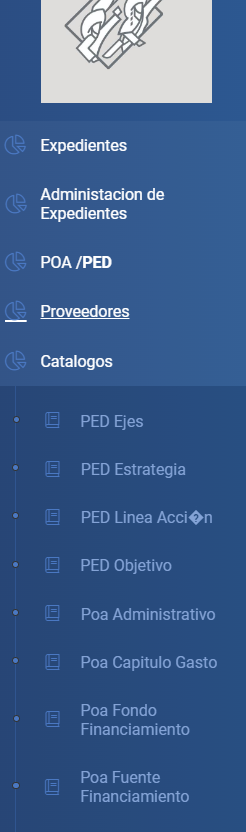 Expedientes
Administacion de
Expedientes
POA /PED
Proveedores
Catalogos
PED Ejes
PED Estrategia
PED Linea Acci�n
PED Objetivo
Poa Administrativo
Poa Capitulo Gasto
Poa Fondo
Financiamiento
Poa Fuente
Financiamiento